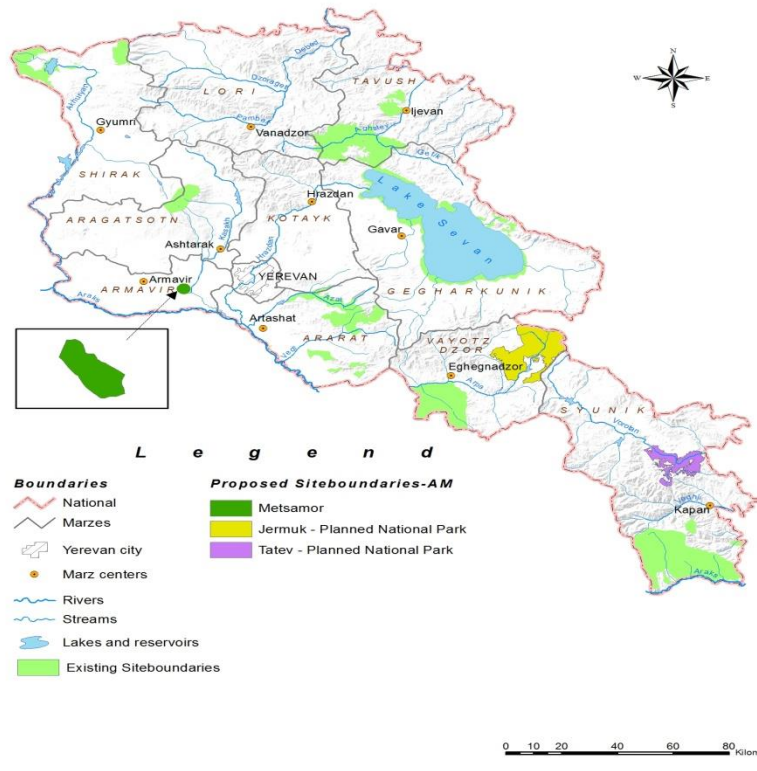 N
W E
S
Debed
Dzoraget
LORI
TAVUSH
Akhuryan
Gyumri
Pambak
Vanadzor
Ijevan
Aghstev
Getik
SHIRAK
Lake Sevan
Hrazdan
ARAGATSOTN
KOTAYK
Kasakh
Ashtarak
Hrazdan
Gavar
Armavir
YEREVAN
ARMAVIR
GEGHARKUNIK
Araks
Azat
Artashat
ARARAT
Vedi
VAYOTZ
DZOR
Eghegnadzor
Arpa
SYUNIK
Vorotan
Kapan
Araks
Legend
Boundaries
National
Marzes
Yerevan city
Marz centers
Rivers
Streams
Lakes and reservoirs
Existing Siteboundaries
Proposed Siteboundaries-AM
Metsamor
Jermuk - Planned National Park
Tatev - Planned National Park
0 10 20 40 60 80
Kilon